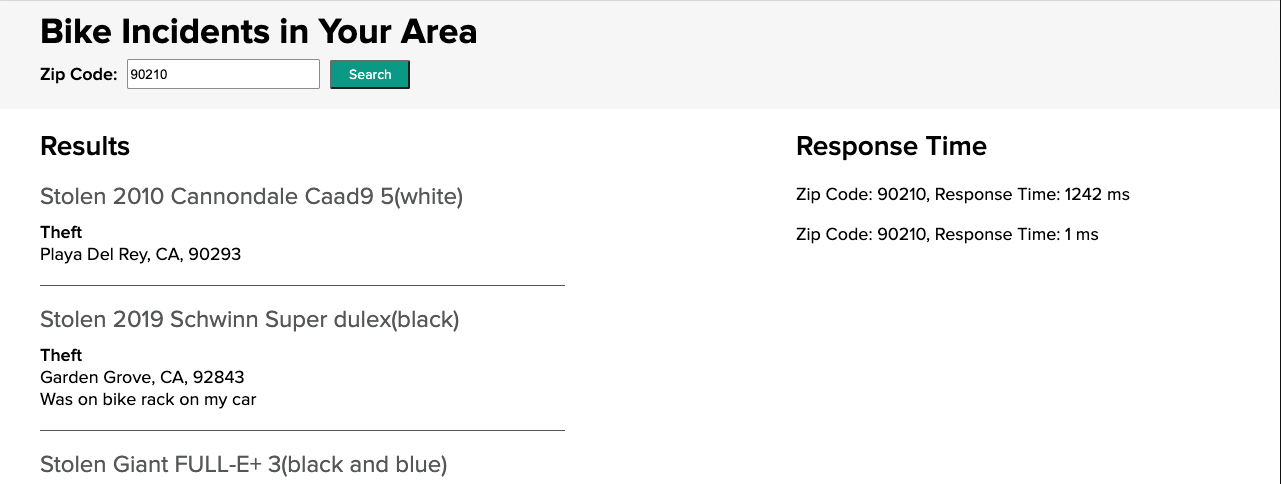 Bike Incidents in Your Area
Zip Code: 90210 Search
Results
Stolen 2010 Cannondale Caad9 5(white)
Theft
Playa Del Rey, CA, 90293
Stolen 2019 Schwinn Super dulex(black)
Theft
Garden Grove, CA, 92843
Was on bike rack on my car
Stolen Giant FULL-E+ 3(black and blue)
Response Time
Zip Code: 90210, Response Time: 1242 ms
Zip Code: 90210, Response Time: 1 ms